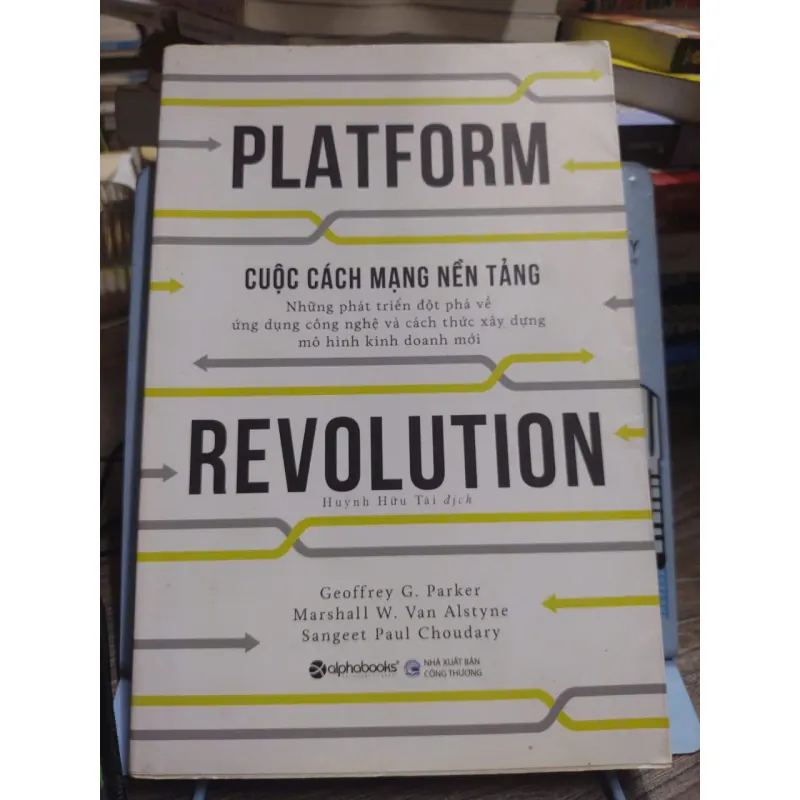 PLATFORM
CUỘC CÁCH MẠNG NỀN TẢNG
Những phát triển đột phá về
ứng dụng công nghệ và cách thức xây dựng
mô hình kinh doanh mới
REVOLUTION
Huỳnh Hữu Tài dịch
Geoffrey G. Parker
Marshall W. Van Alstyne
Sangeet Paul Choudary
alphabooks®
NHÀ XUẤT BẢN
CÔNG THƯƠNG